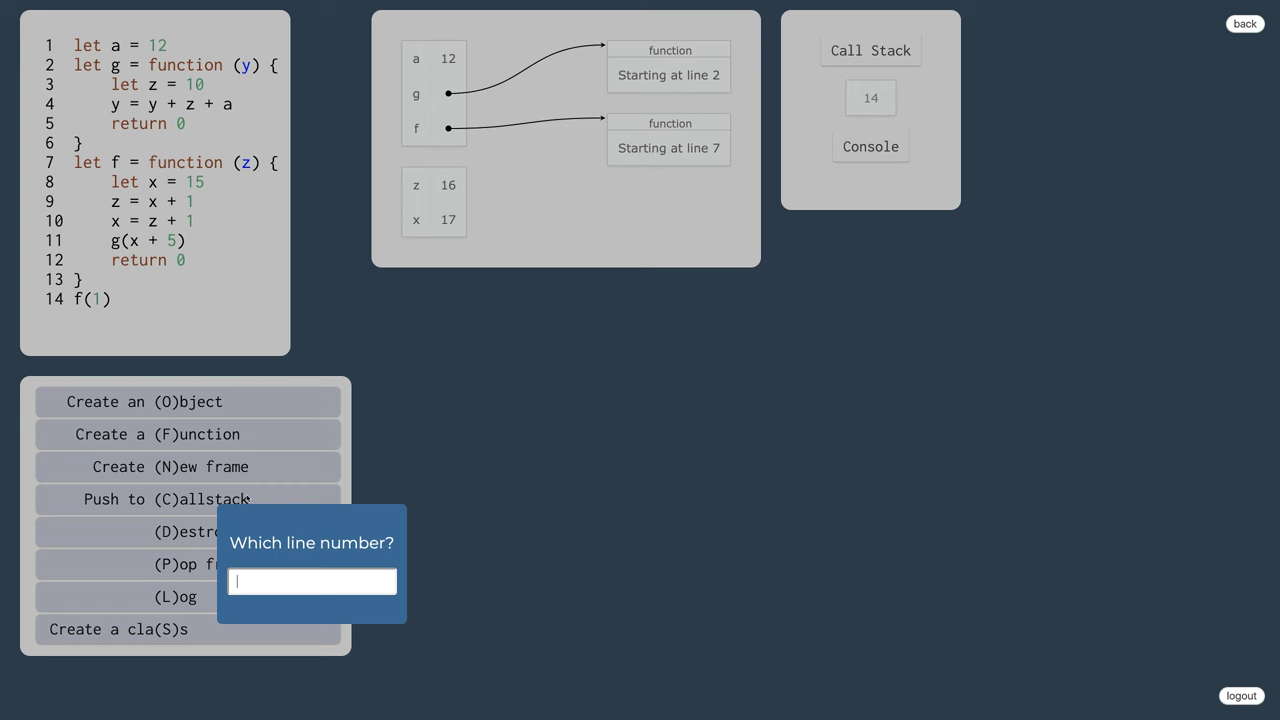 1 let a = 12
2 let g = function (y) {
3 let z = 10
4 y = y + z + a
5 return 0
6 }
7 let f = function (z) {
8 let x = 15
9 z = x + 1
10 x = z + 1
11 g(x + 5)
12 return 0
13 }
14 f(1)
a 12
g
f
function
Starting at line 2
function
Starting at line 7
z 16
x 17
Call Stack
14
Console
back
Create an (O)bject
Create a (F)unction
Create (N)ew frame
Push to (C)allstack
(D)estro
(P)op f
(L)og
Create a cla(S)s
Which line number?
logout